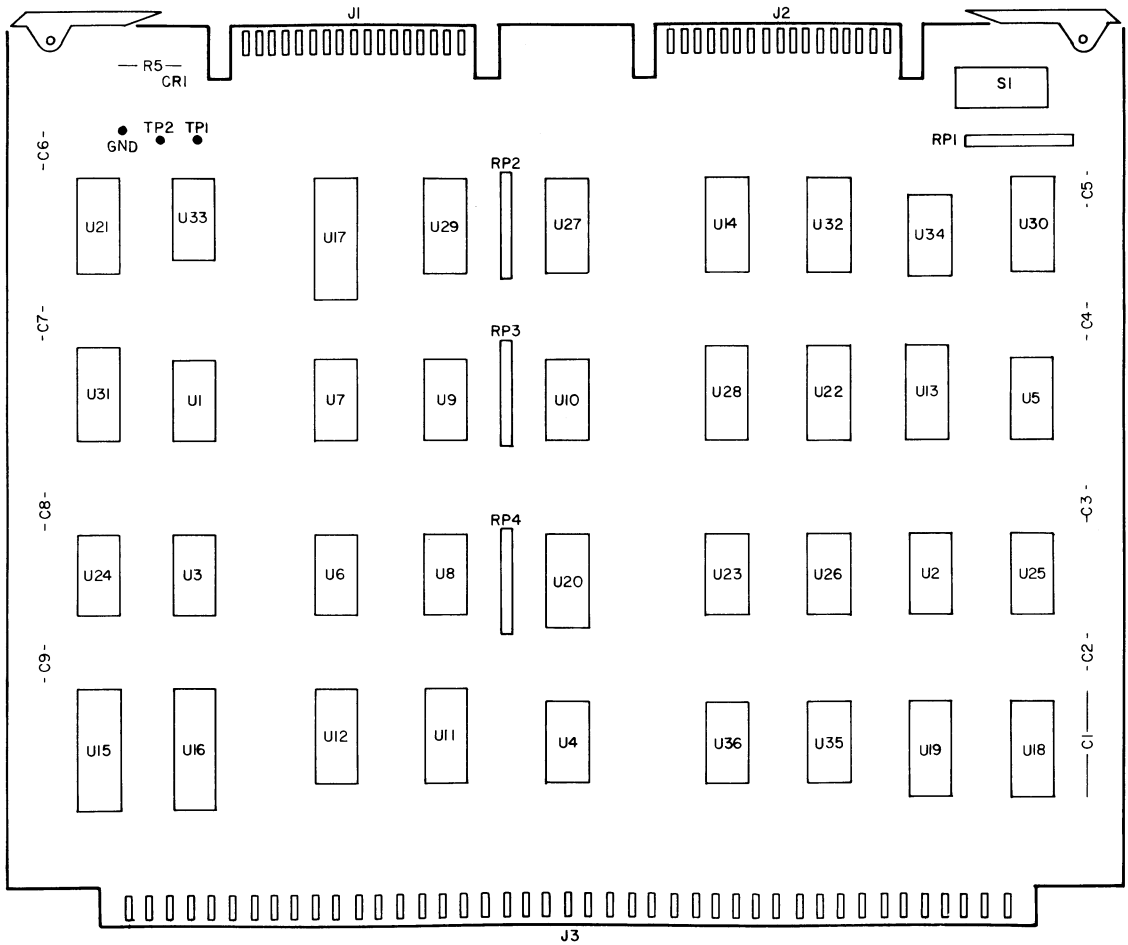 J1 J2
R5
CR1
S1
TP2 TP1
GND
RP1
-C6-
RP2
-C5-
U21 U33 U17 U29 U27 U14 U32 U34 U30
-C7-
RP3
-C4-
U31 U1 U7 U9 U10 U28 U22 U13 U5
-C8-
RP4
-C3-
U24 U3 U6 U8 U20 U23 U26 U2 U25
-C9-
-C2-
U15 U16 U12 U11 U4 U36 U35 U19 U18
C1
J3